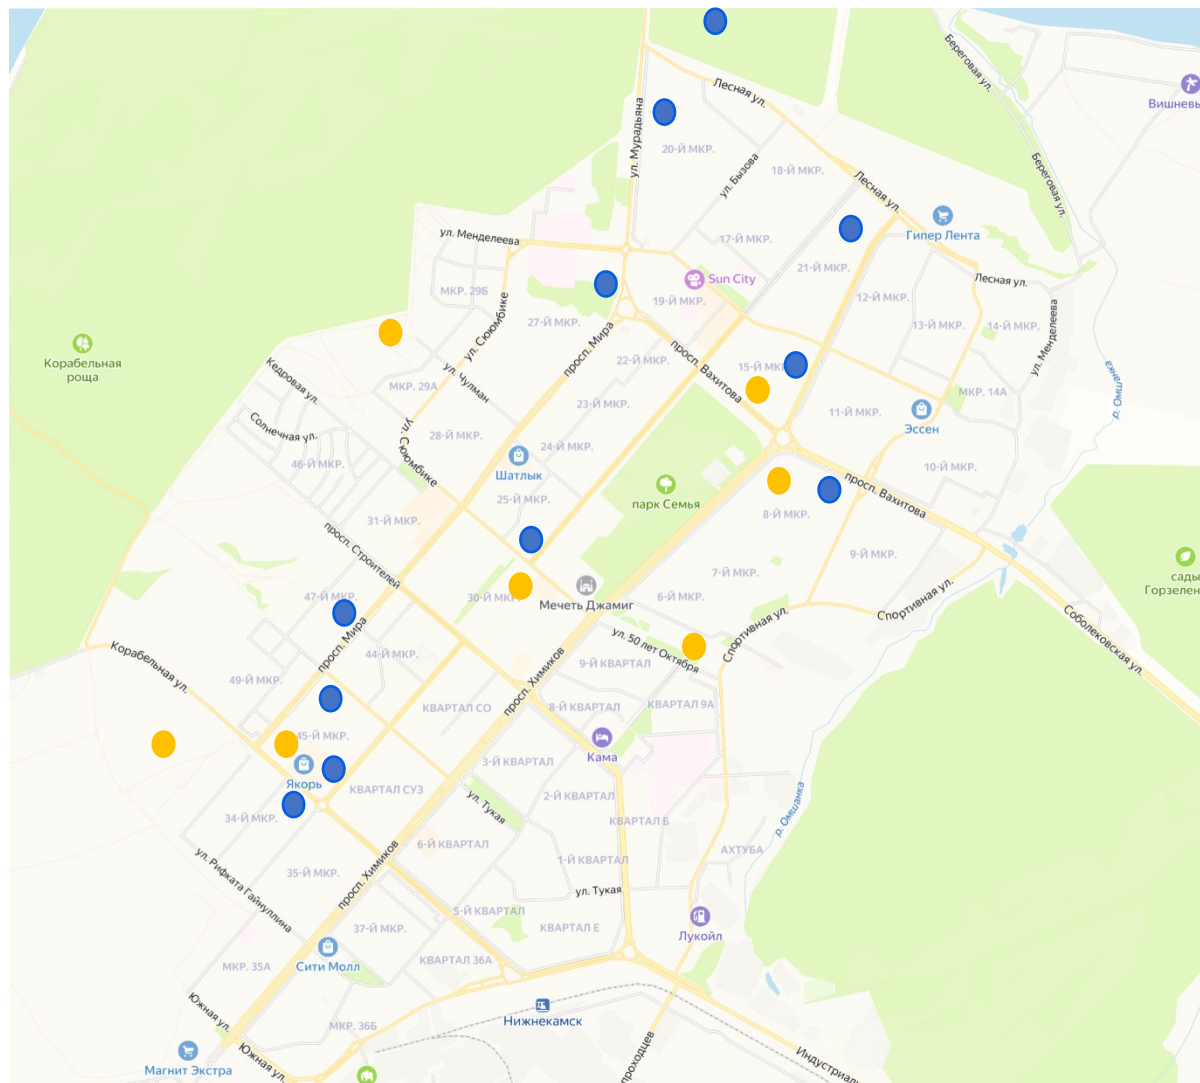 Береговая ул.
Вишневь
Лесная ул.
ул. Мурадьяна
20-Й МКР.
ул. Бызова
18-Й МКР.
Береговая ул.
Лесная ул.
Гипер Лента
ул. Менделеева
17-Й МКР.
21-Й МКР.
Sun City
Лесная ул.
МКР. 29Б
19-Й МКР.
12-Й МКР.
ул. Сююмбике
27-Й МКР.
13-Й МКР.
14-Й МКР.
ул. Менделеева
просп. Мира
Корабельная
роща
22-Й МКР.
просп. Вахитова
15-Й МК
Кедровая ул.
ул. Чулман
МКР. 29А
МКР. 14А
р. Омшанка
23-Й МКР.
11-Й МКР.
Эссен
Солнечная ул.
28-Й МКР.
ул. Сююмбике
24-Й МКР.
46-Й МКР.
Шатлык
10-Й МКР.
просп. Вахитова
25-Й МКР.
парк Семья
8-Й МКР.
31-Й МКР.
просп. Строителей
9-Й МКР.
7-Й МКР.
сады
Горзелен
47-Й МКР.
30-Й МК
Мечеть Джамиг
6-Й МКР.
Спортивная ул.
Спортивная ул.
Соболековская ул.
просп. Мира
ул. 50 лет Октября
44-Й МКР.
9-Й КВАРТАЛ
Корабельная ул.
49-Й МКР.
просп. Химиков
КВАРТАЛ СО
8-Й КВАРТАЛ
КВАРТАЛ 9А
45-Й МКР.
Кама
3-Й КВАРТАЛ
Якорь
КВАРТАЛ СУЗ
2-Й КВАРТАЛ
ул. Тукая
р. Омшанка
34-Й МКР.
КВАРТАЛ Б
6-Й КВАРТАЛ
АХТУБА
1-Й КВАРТАЛ
35-Й МКР.
просп. Химиков
ул. Рифката Гайнуллина
ул. Тукая
5-Й КВАРТАЛ
37-Й МКР.
КВАРТАЛ Е
Лукойл
КВАРТАЛ 36А
МКР. 35А
Сити Молл
Южная ул.
Нижнекамск
МКР. 36Б
Южная ул.
Магнит Экстра
проходцев
Индустриал